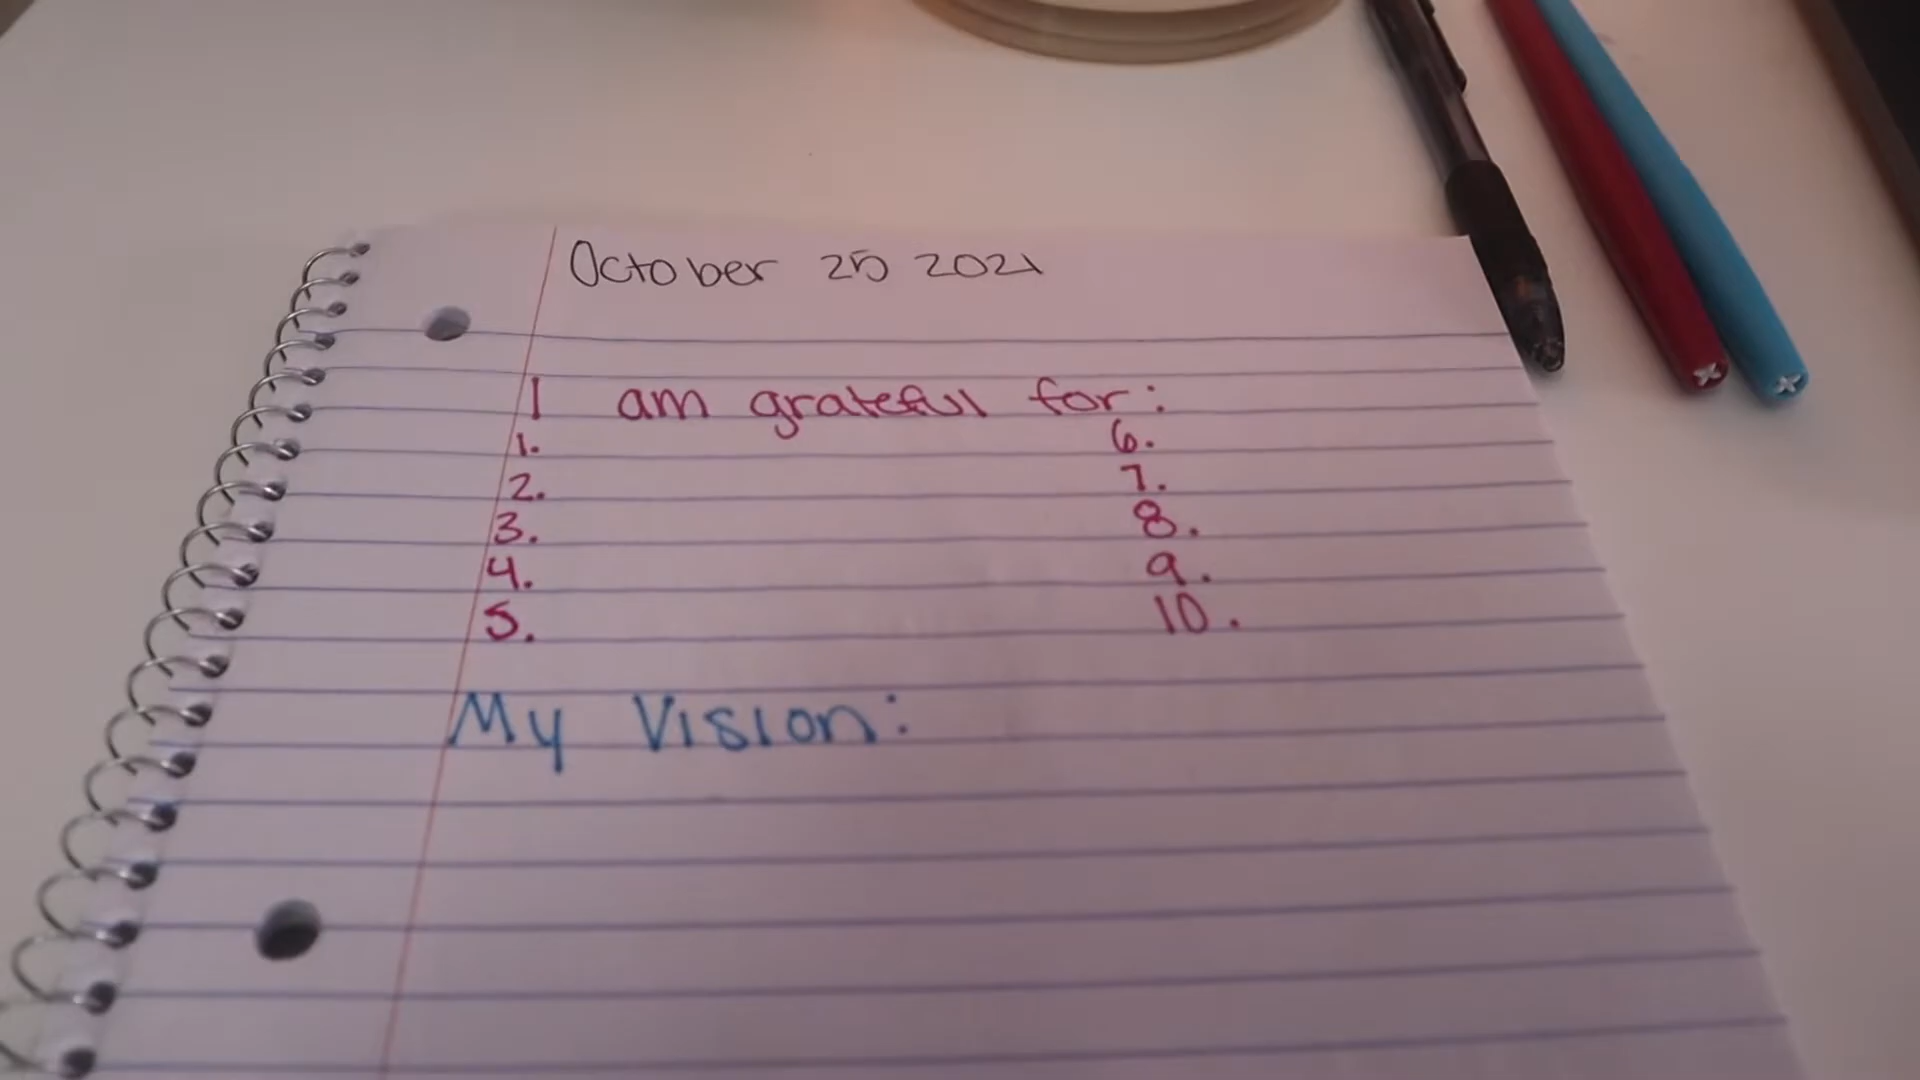 October 25 2021
I am grateful for:
1. 6.
2. 7.
3. 8.
4. 9.
5. 10.
My Vision: